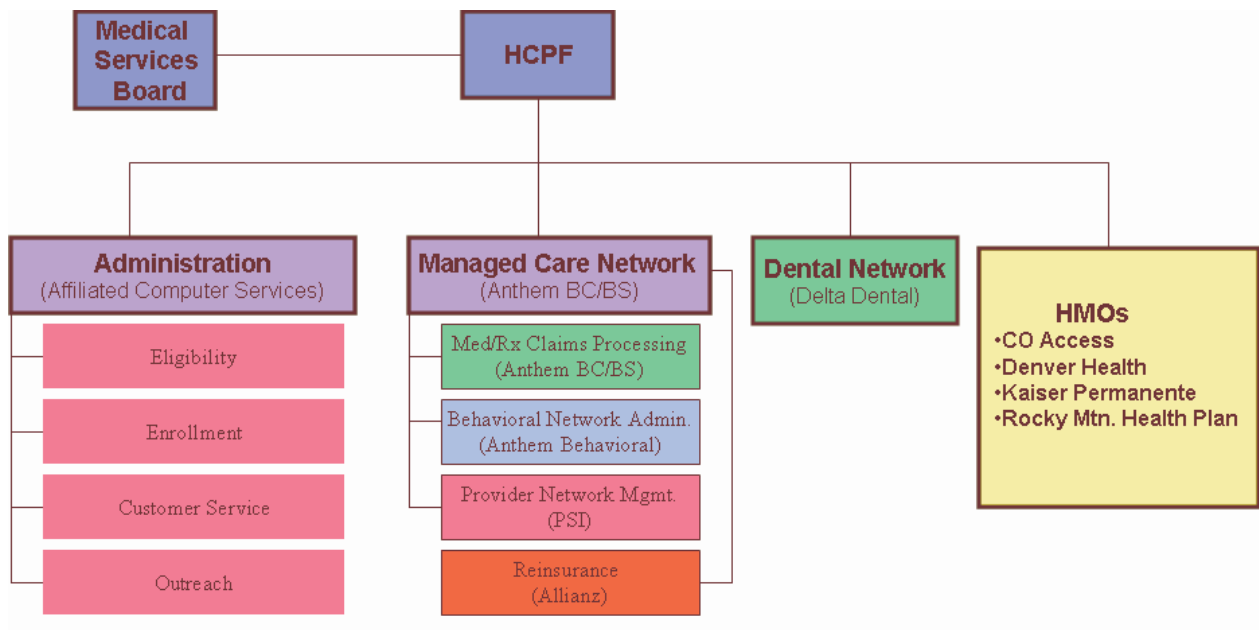 Medical
Services
Board
HCPF
Administration
(Affiliated Computer Services)
Eligibility
Enrollment
Customer Service
Outreach
Managed Care Network
(Anthem BC/BS)
Med/Rx Claims Processing
(Anthem BC/BS)
Behavioral Network Admin.
(Anthem Behavioral)
Provider Network Mgmt.
(PSI)
Reinsurance
(Allianz)
Dental Network
(Delta Dental)
HMOs
•CO Access
•Denver Health
•Kaiser Permanente
•Rocky Mtn. Health Plan